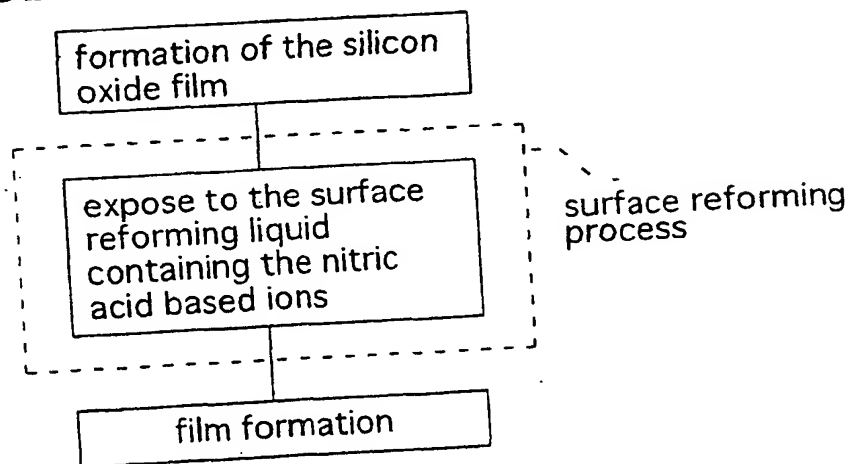 formation of the silicon
oxide film
expose to the surface
reforming liquid
containing the nitric
acid based ions
surface reforming
process
film formation